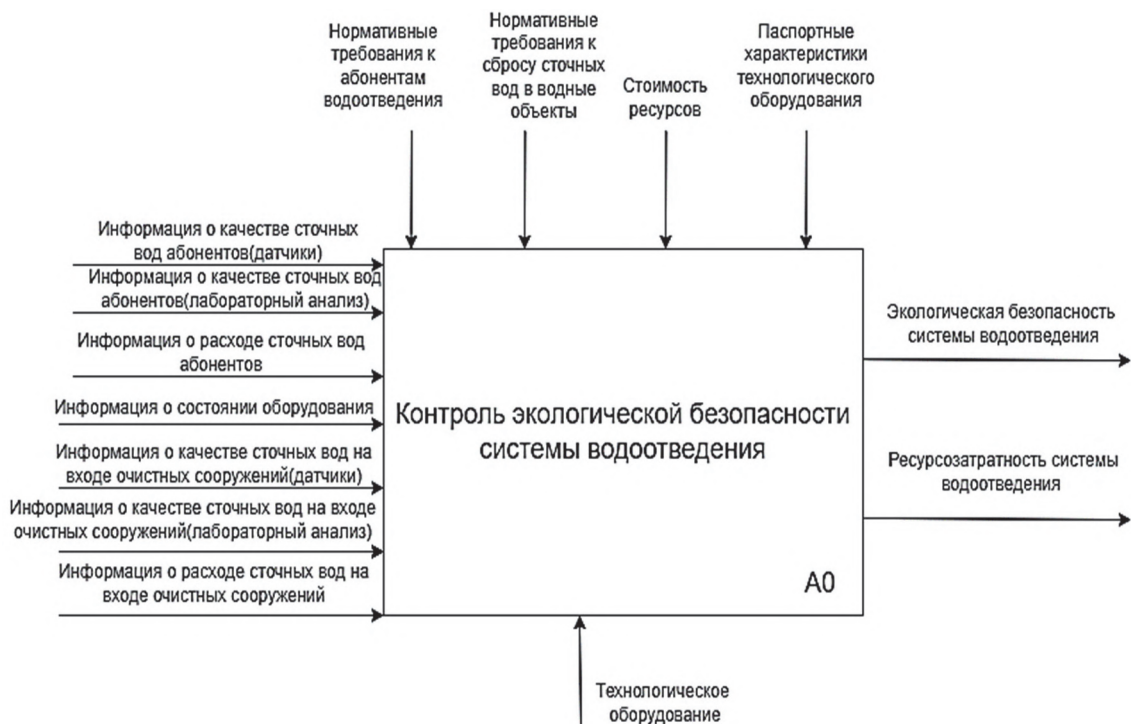 Нормативные
требования к
абонентам
водоотведения
Нормативные
требования к
сбросу сточных
вод в водные
объекты
Стоимость
ресурсов
Паспортные
характеристики
технологического
оборудования
Информация о качестве сточных
вод абонентов(датчики)
Информация о качестве сточных вод
абонентов(лабораторный анализ)
Информация о расходе сточных вод
абонентов
Информация о состоянии оборудования
Информация о качестве сточных вод на
входе очистных сооружений(датчики)
Информация о качестве сточных вод на входе
очистных сооружений(лабораторный анализ)
Информация о расходе сточных вод на
входе очистных сооружений
Контроль экологической безопасности
системы водоотведения
A0
Экологическая безопасность
системы водоотведения
Ресурсозатратность системы
водоотведения
Технологическое
оборудование